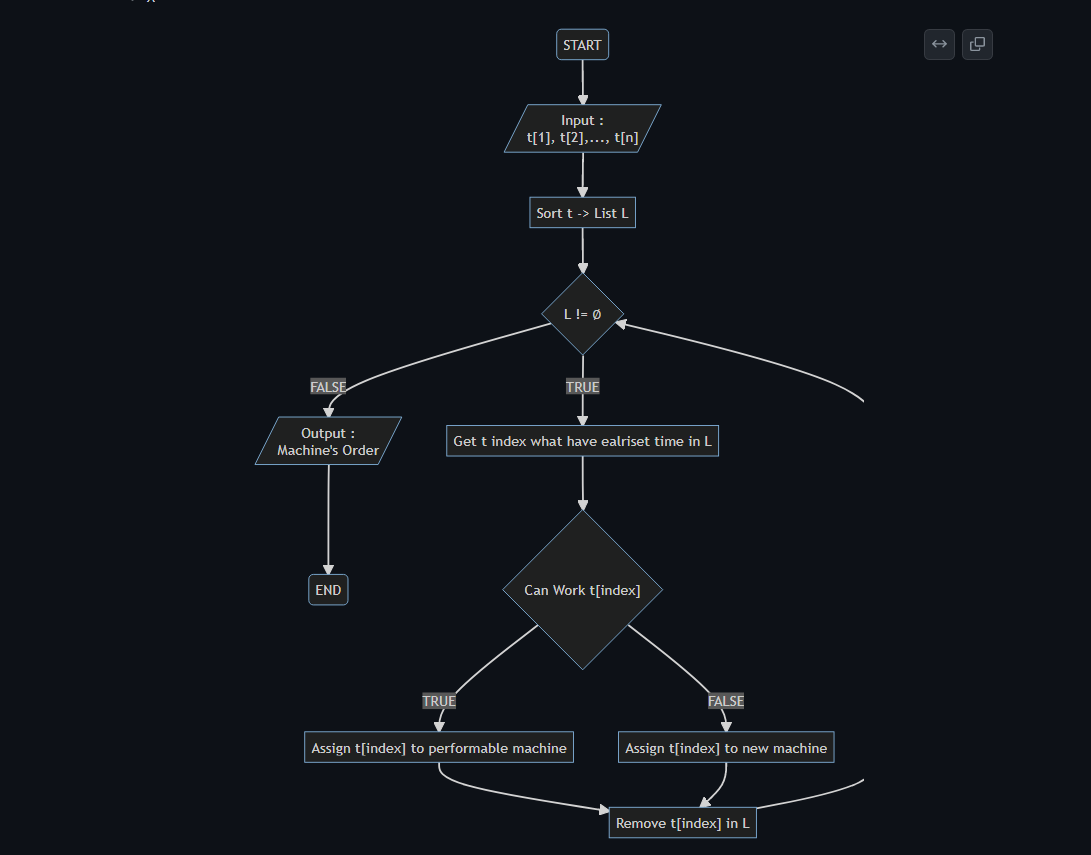 START
Input :
t[1], t[2],..., t[n]
Sort t -> List L
L != Ø
FALSE
TRUE
Output :
Machine's Order
Get t index what have ealriset time in L
END
Can Work t[index]
TRUE
FALSE
Assign t[index] to performable machine
Assign t[index] to new machine
Remove t[index] in L